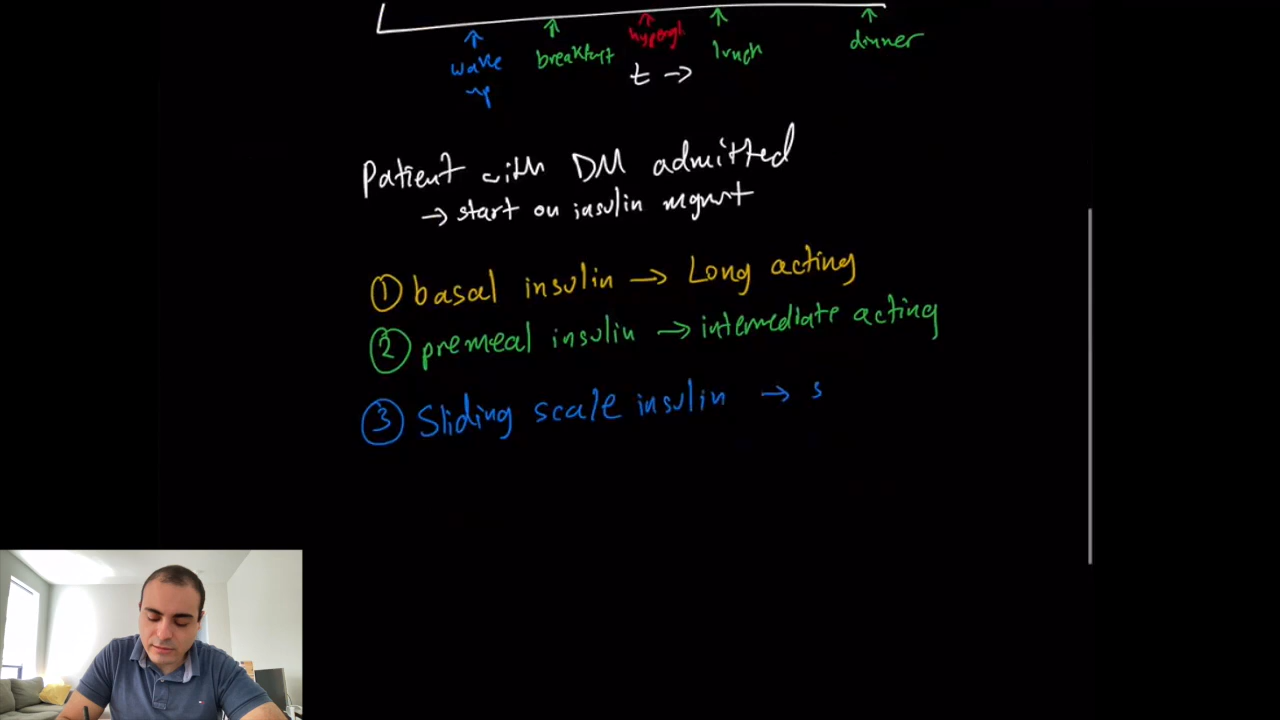 wake up
breakfast
hypergl
lunch
dinner
t →
Patient with DM admitted
→ start on insulin mgmt
① basal insulin → Long acting
② premeal insulin → intermediate acting
③ Sliding scale insulin → s